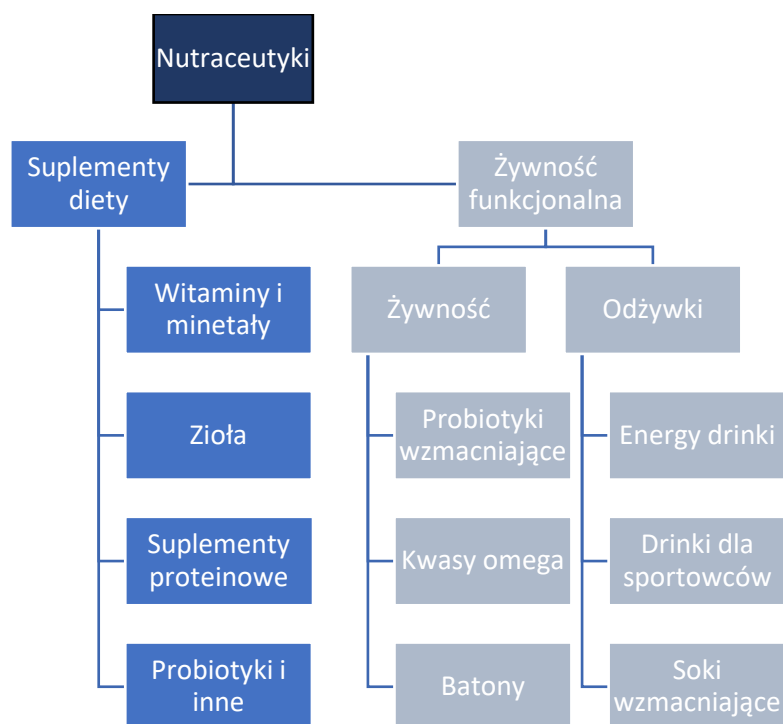 Nutraceutyki
Suplementy
diety
Żywność
funkcjonalna
Witaminy i
minetały
Żywność
Odżywki
Zioła
Probiotyki
wzmacniające
Energy drinki
Suplementy
proteinowe
Kwasy omega
Drinki dla
sportowców
Probiotyki i
inne
Batony
Soki
wzmacniające